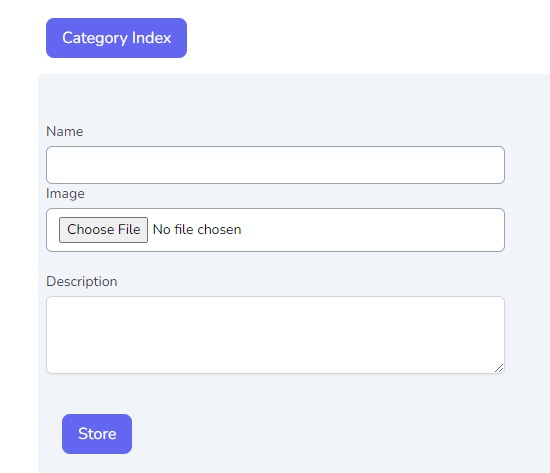 Category Index
Name
Image
Choose File No file chosen
Description
Store